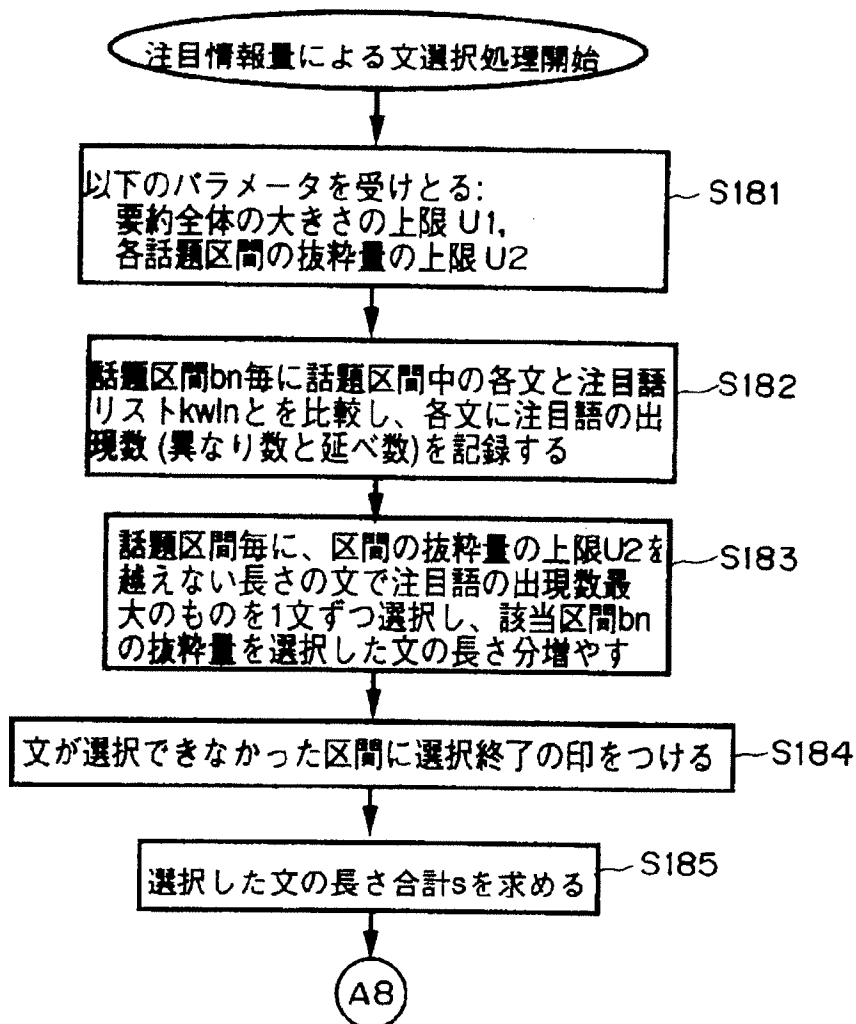 注目情報量による文選択処理開始
以下のパラメータを受けとる:
要約全体の大きさの上限 U1,
各話題区間の抜粋量の上限 U2
S181
話題区間bn毎に話題区間中の各文と注目語
リストkwlnとを比較し、各文に注目語の出
現数 (異なり数と延べ数)を記録する
S182
話題区間毎に、区間の抜粋量の上限U2を
越えない長さの文で注目語の出現数最
大のものを1文ずつ選択し、該当区間bn
の抜粋量を選択した文の長さ分増やす
S183
文が選択できなかった区間に選択終了の印をつける
S184
選択した文の長さ合計sを求める
S185
A8